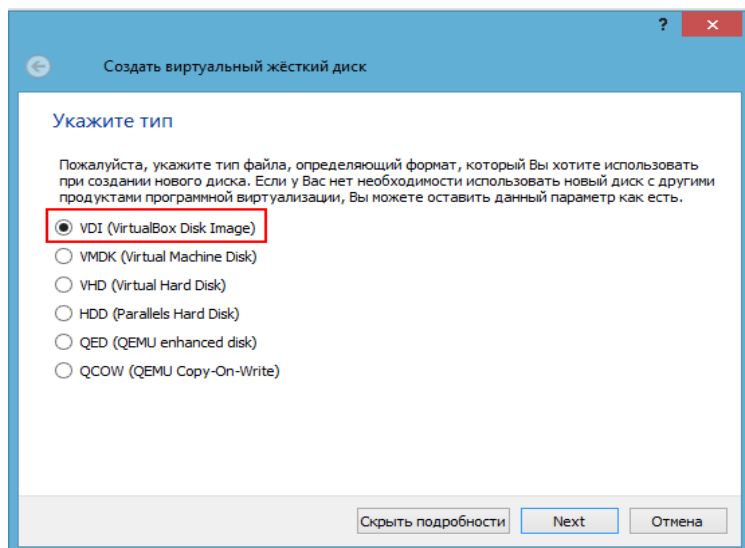 ?
Создать виртуальный жёсткий диск
Укажите тип
Пожалуйста, укажите тип файла, определяющий формат, который Вы хотите использовать
при создании нового диска. Если у Вас нет необходимости использовать новый диск с другими
продуктами программной виртуализации, Вы можете оставить данный параметр как есть.
VDI (VirtualBox Disk Image)
VMDK (Virtual Machine Disk)
VHD (Virtual Hard Disk)
HDD (Parallels Hard Disk)
QED (QEMU enhanced disk)
QCOW (QEMU Copy-On-Write)
Скрыть подробности Next Отмена